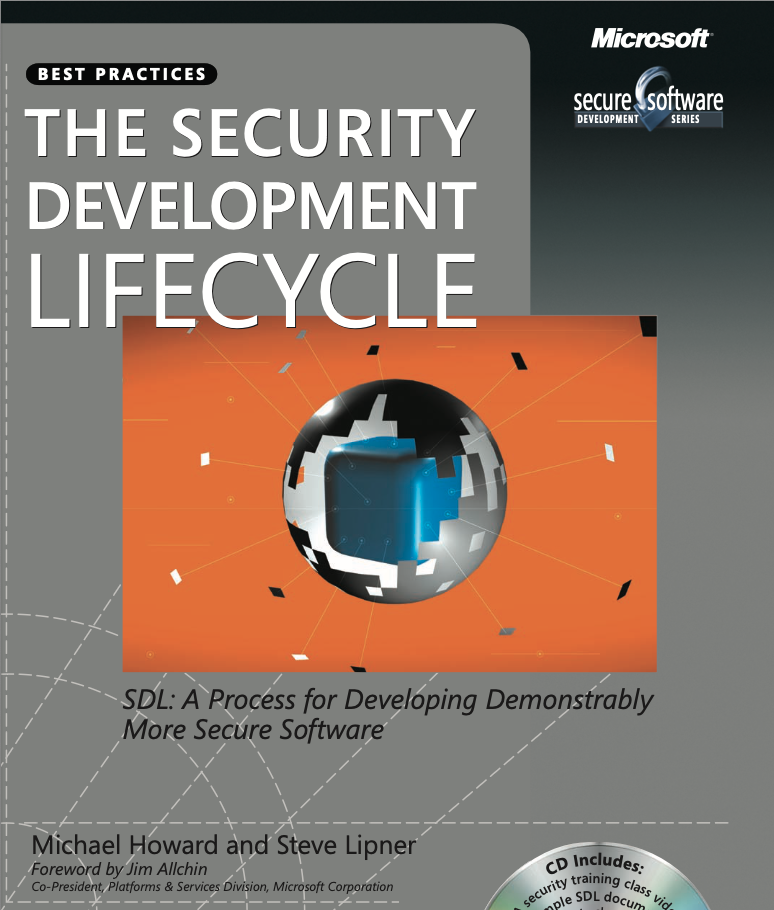 Microsoft
secure software
DEVELOPMENT SERIES
BEST PRACTICES
THE SECURITY
DEVELOPMENT
LIFECYCLE
SDL: A Process for Developing Demonstrably
More Secure Software
Michael Howard and Steve Lipner
Foreword by Jim Allchin
Co-President, Platforms & Services Division, Microsoft Corporation
CD Includes:
security training class
SDL